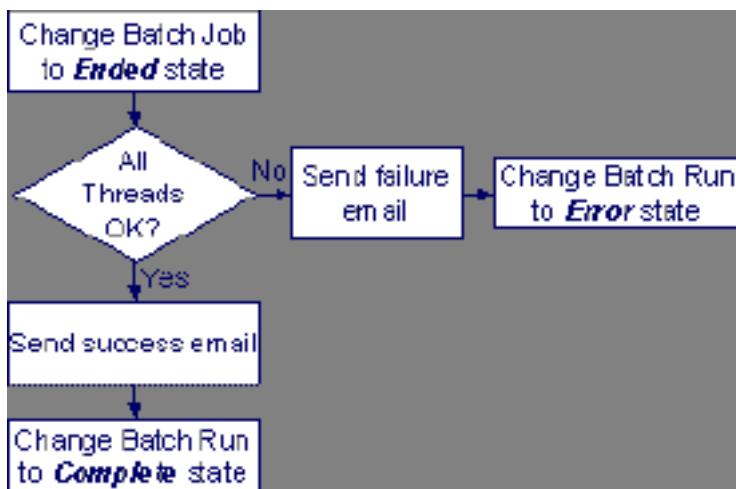 Change Batch Job
to Ended state
All
Threads
OK?
No
Send failure
email
Change Batch Run
to Error state
Yes
Send success email
Change Batch Run
to Complete state